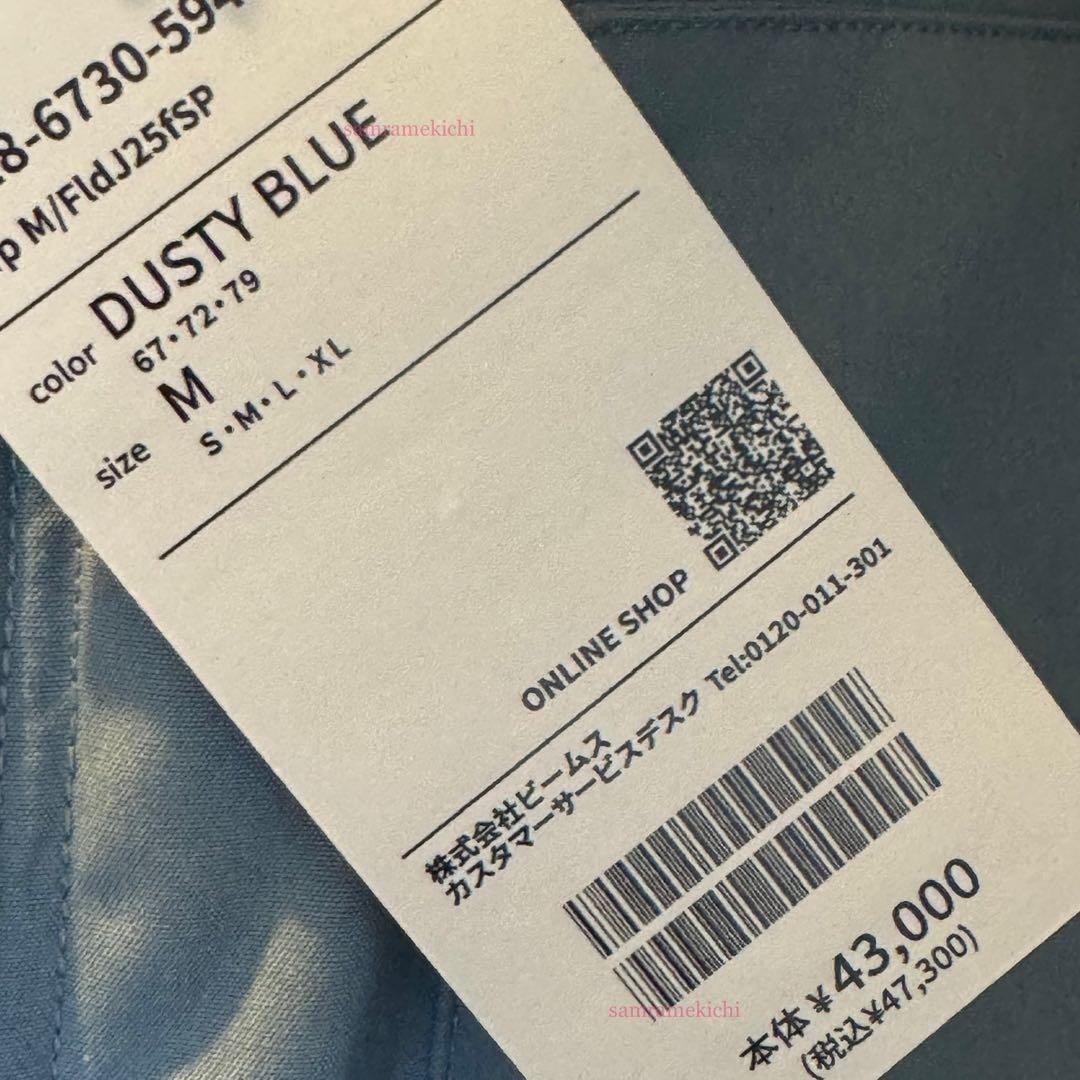 8-6730-594
p M/FldJ25fSP
color DUSTY BLUE
67・72・79
size M
S・M・L・XL
ONLINE SHOP
株式会社ビームス
カスタマーサービスデスク Tel:0120-011-301
本体 ¥43,000
(税込¥47,300)
samramekichi
samramekichi